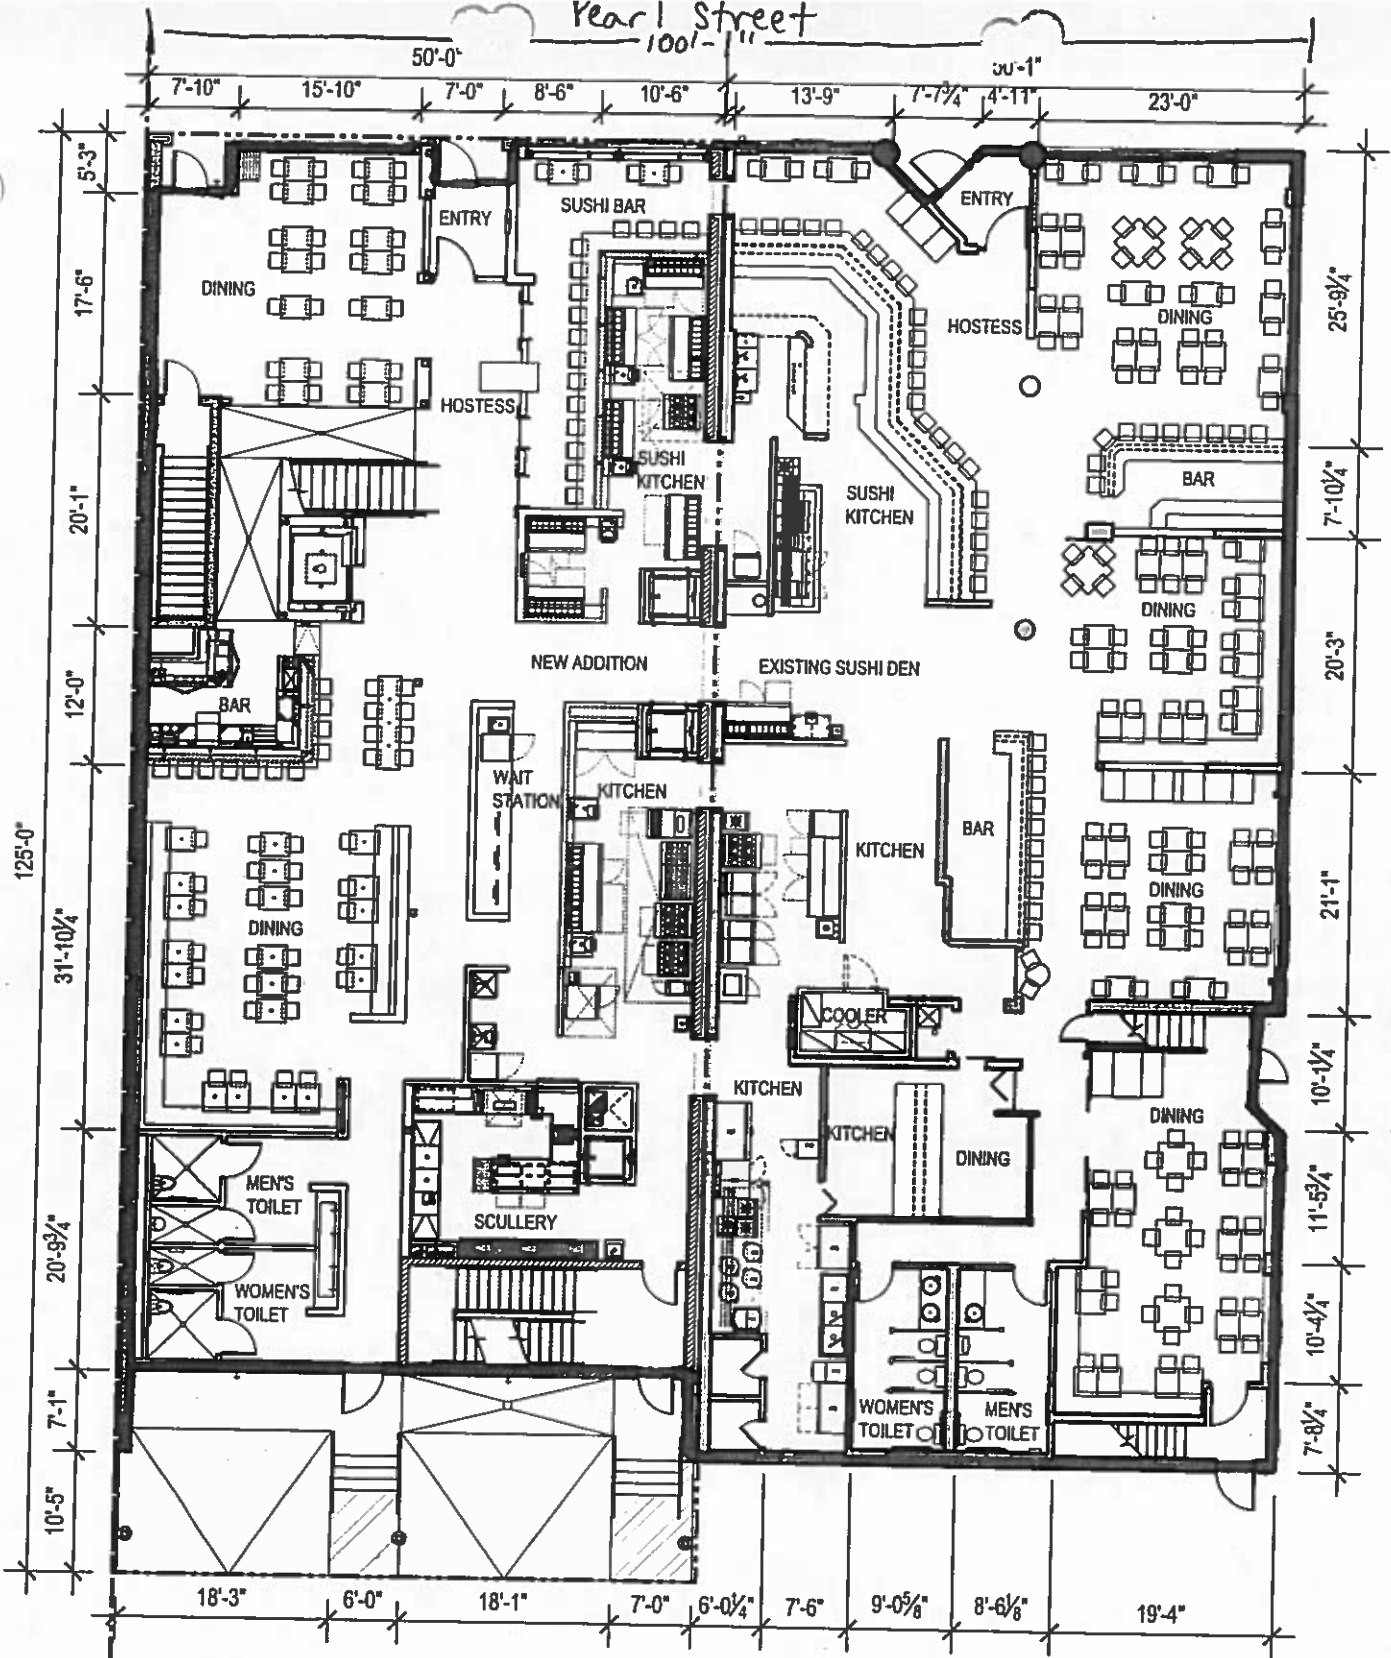 Pearl Street
100'- "
50'-0"
50'-1"
7'-10"
15'-10"
7'-0"
8'-6"
10'-6"
13'-9"
7'-7¾"
4'-11"
23'-0"
5'-3"
17'-6"
20'-1"
12'-0"
125'-0"
31'-10¼"
20'-9¾"
7'-1"
10'-5"
25'-9¼"
7'-10¼"
20'-3"
21'-1"
10'-1¼"
11'-5¾"
10'-4¼"
7'-8¼"
ENTRY
SUSHI BAR
ENTRY
DINING
HOSTESS
DINING
HOSTESS
SUSHI
KITCHEN
SUSHI
KITCHEN
BAR
DINING
NEW ADDITION
EXISTING SUSHI DEN
BAR
WAIT
STATION
KITCHEN
KITCHEN
BAR
DINING
DINING
COOLER
KITCHEN
KITCHEN
DINING
DINING
MEN'S
TOILET
SCULLERY
WOMEN'S
TOILET
WOMEN'S
TOILET
MEN'S
TOILET
18'-3"
6'-0"
18'-1"
7'-0"
6'-0¼"
7'-6"
9'-0⅝"
8'-6⅛"
19'-4"